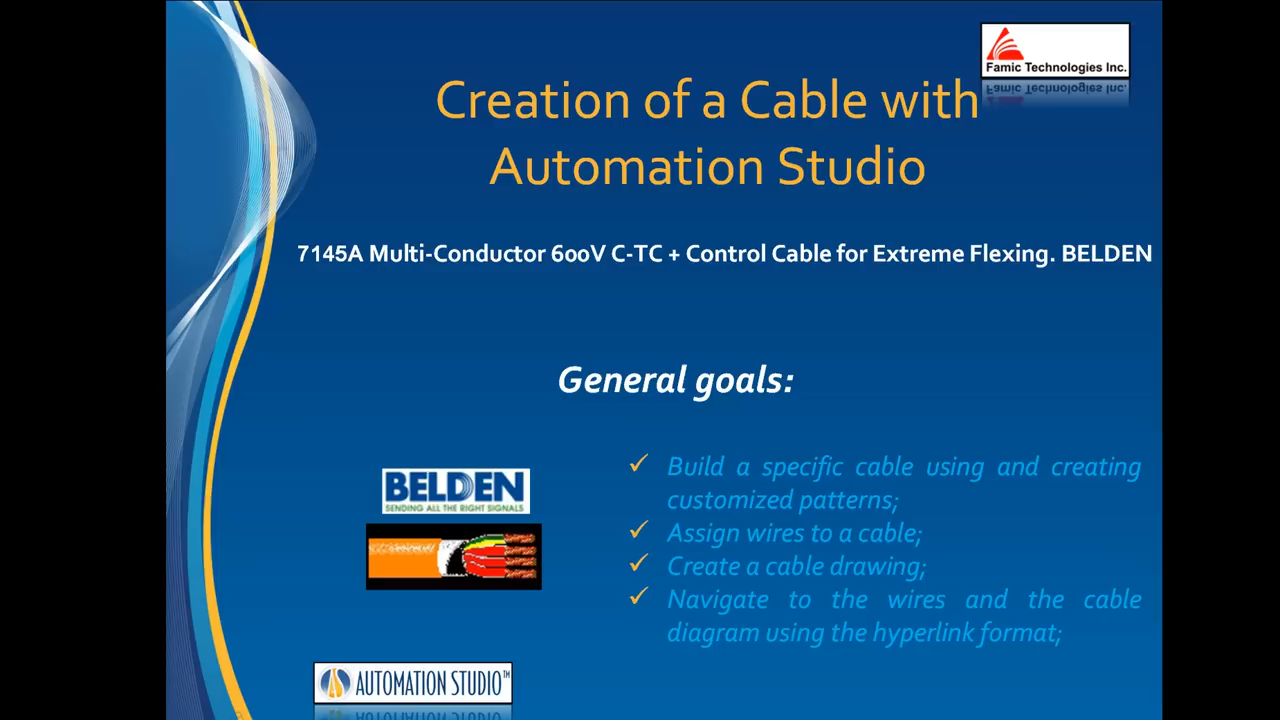 Famic Technologies Inc.
Creation of a Cable with
Automation Studio
7145A Multi-Conductor 600V C-TC + Control Cable for Extreme Flexing. BELDEN
General goals:
BELDEN
SENDING ALL THE RIGHT SIGNALS
✓ Build a specific cable using and creating
customized patterns;
✓ Assign wires to a cable;
✓ Create a cable drawing;
✓ Navigate to the wires and the cable
diagram using the hyperlink format;
AUTOMATION STUDIO™